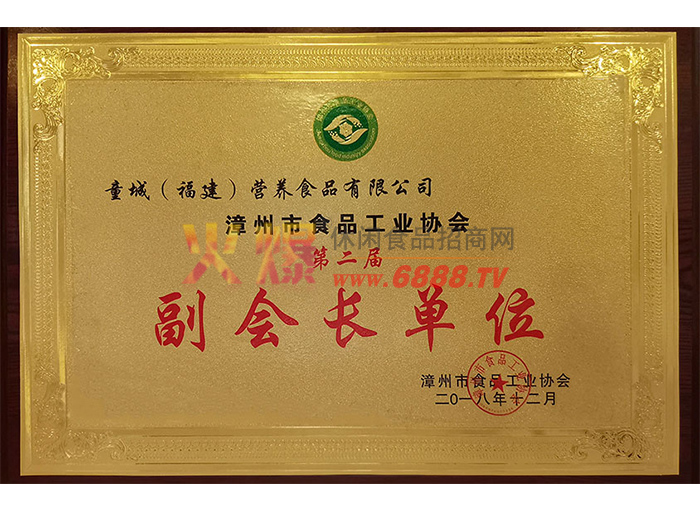 童城（福建）营养食品有限公司
漳州市食品工业协会
火爆 休闲食品招商网
第二届
www.6888.TV
副会长单位
漳州市食品工业协会
二〇一八年十二月